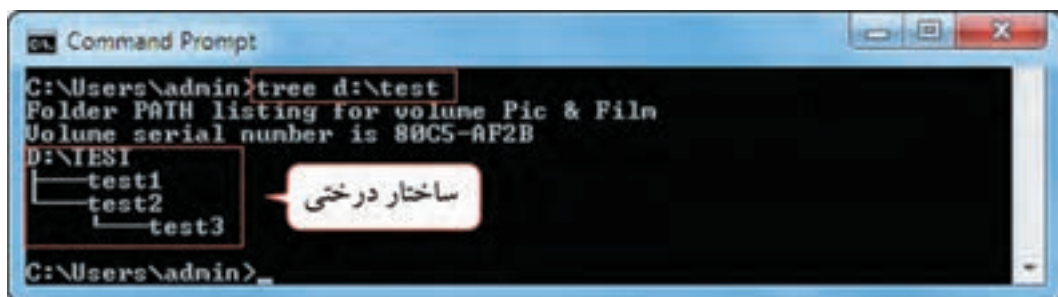 Command Prompt
C:\Users\admin>tree d:\test
Folder PATH listing for volume Pic & Film
Volume serial number is 80C5-AF2B
D:\TEST
├───test1
└───test2
    └───test3
ساختار درختی
C:\Users\admin>_